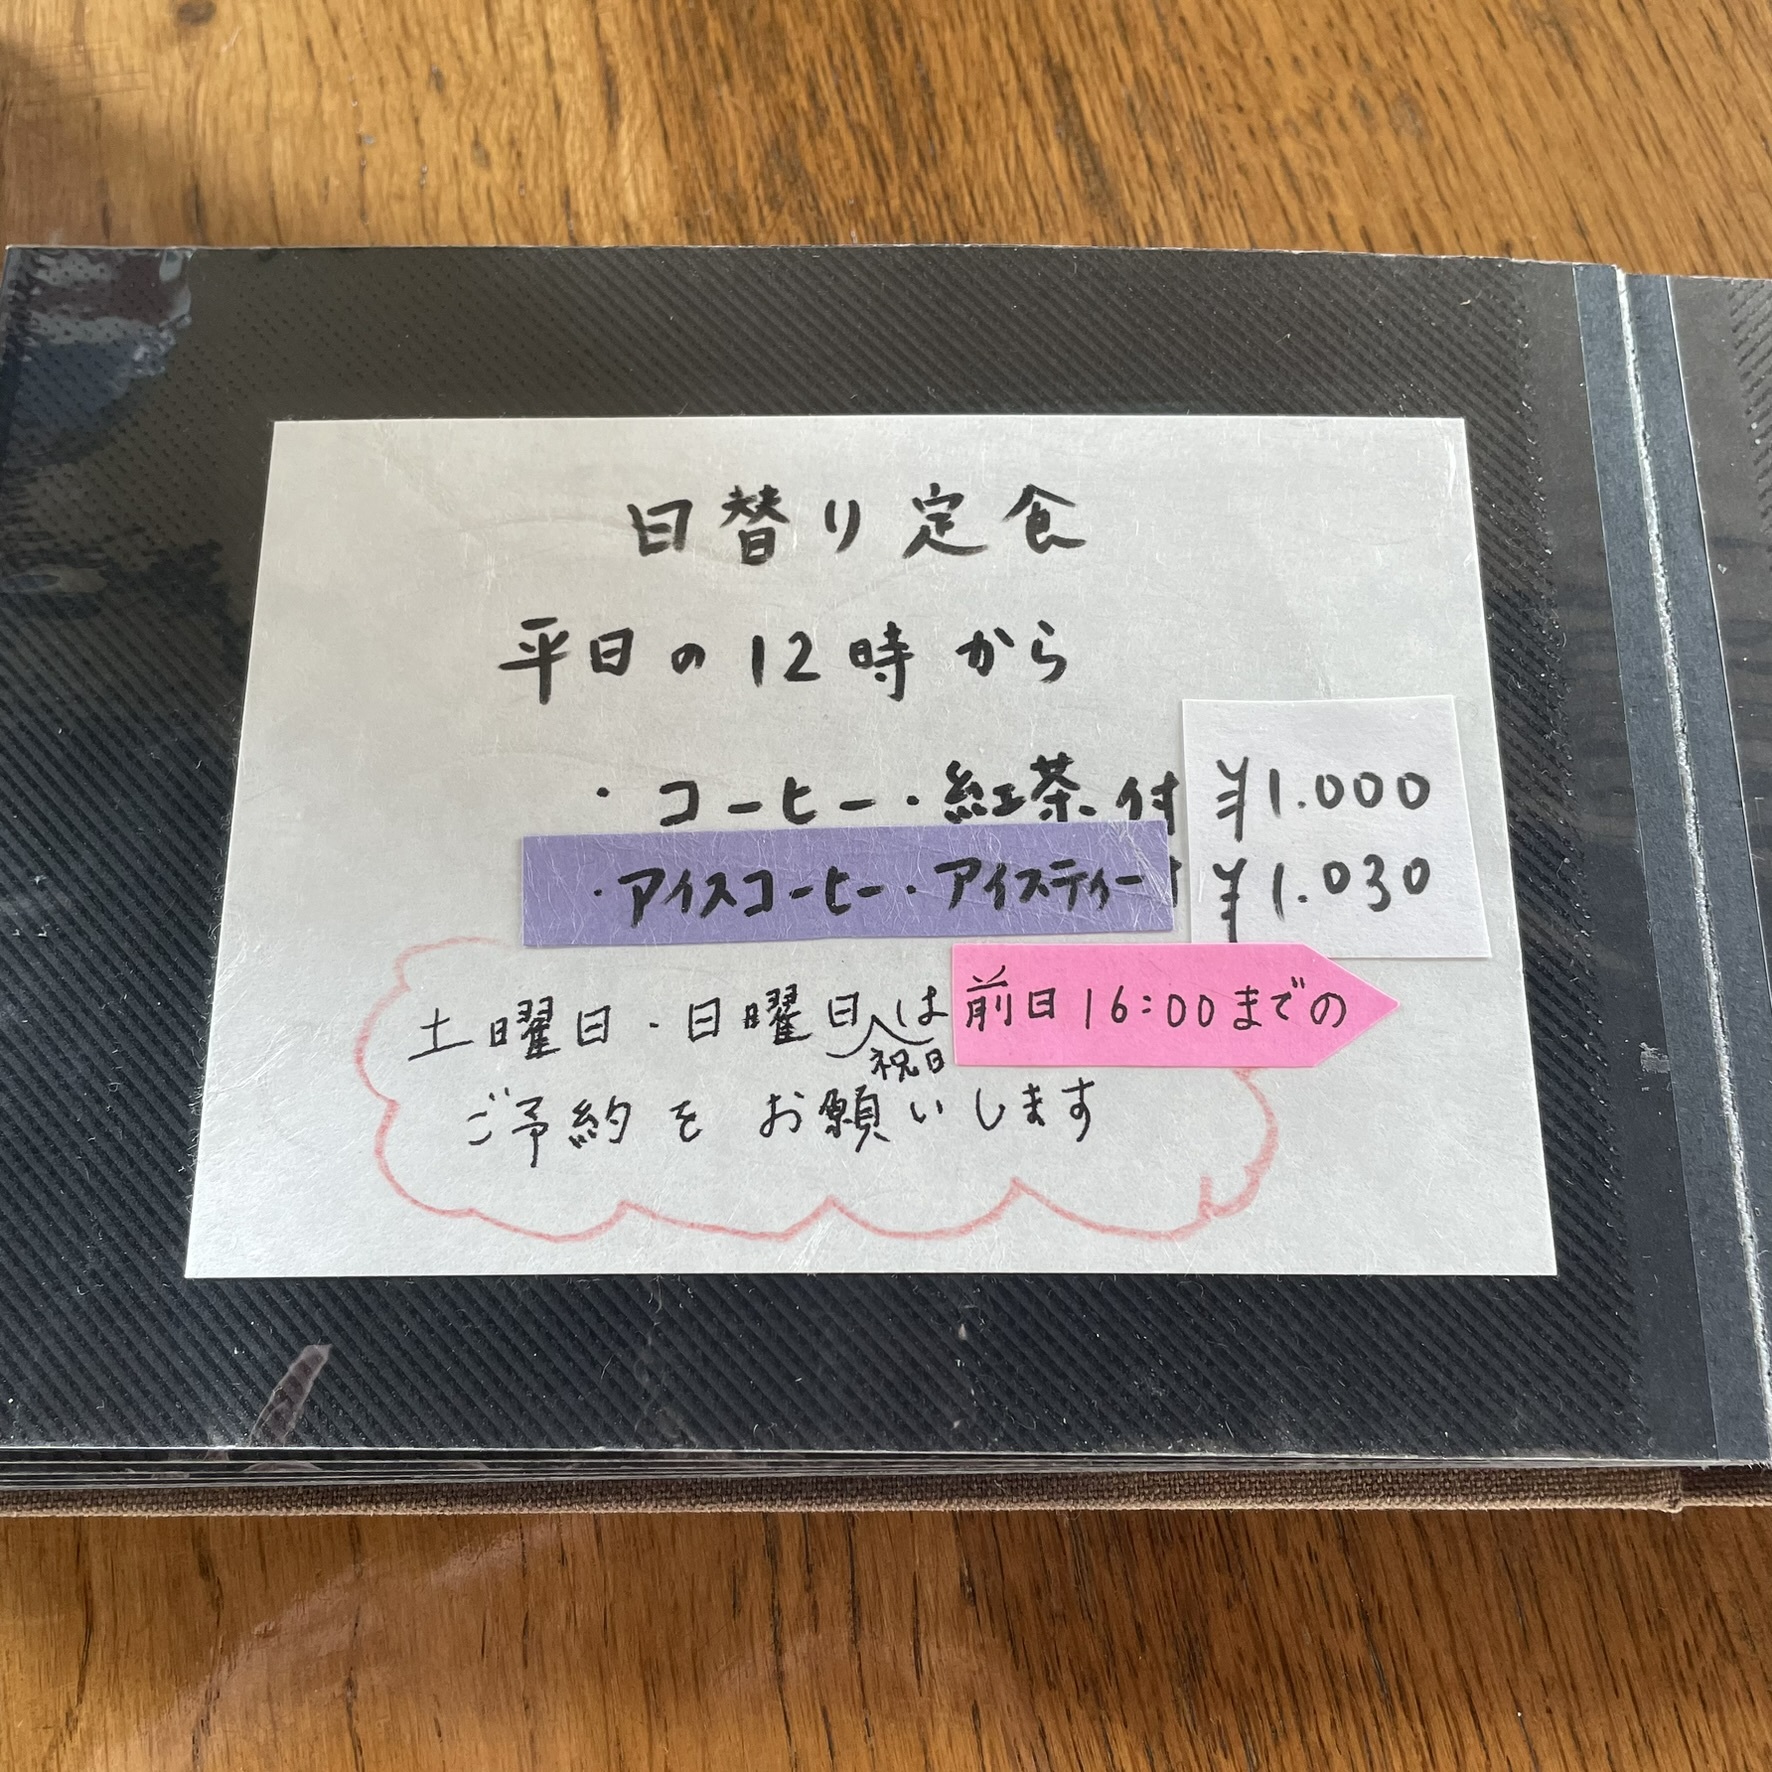 日替り定食
平日の12時から
・コーヒー・紅茶付 ¥1.000
・アイスコーヒー・アイスティー ¥1.030
土曜日・日曜日祝日は前日16:00までの
ご予約をお願いします